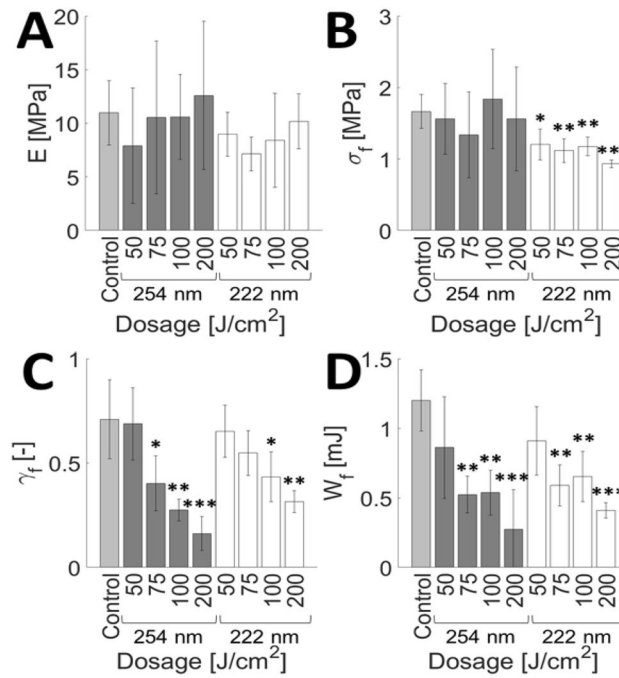 A
E [MPa]
20
15
10
5
0
Control
50
75
100
200
50
75
100
200
254 nm
222 nm
Dosage [J/cm²]
B
σ_f [MPa]
3
2
1
0
*
**
**
**
Control
50
75
100
200
50
75
100
200
254 nm
222 nm
Dosage [J/cm²]
C
γ_f [-]
1
0.5
0
*
**
***
*
**
Control
50
75
100
200
50
75
100
200
254 nm
222 nm
Dosage [J/cm²]
D
W_f [mJ]
1.5
1
0.5
0
**
**
***
**
**
***
Control
50
75
100
200
50
75
100
200
254 nm
222 nm
Dosage [J/cm²]